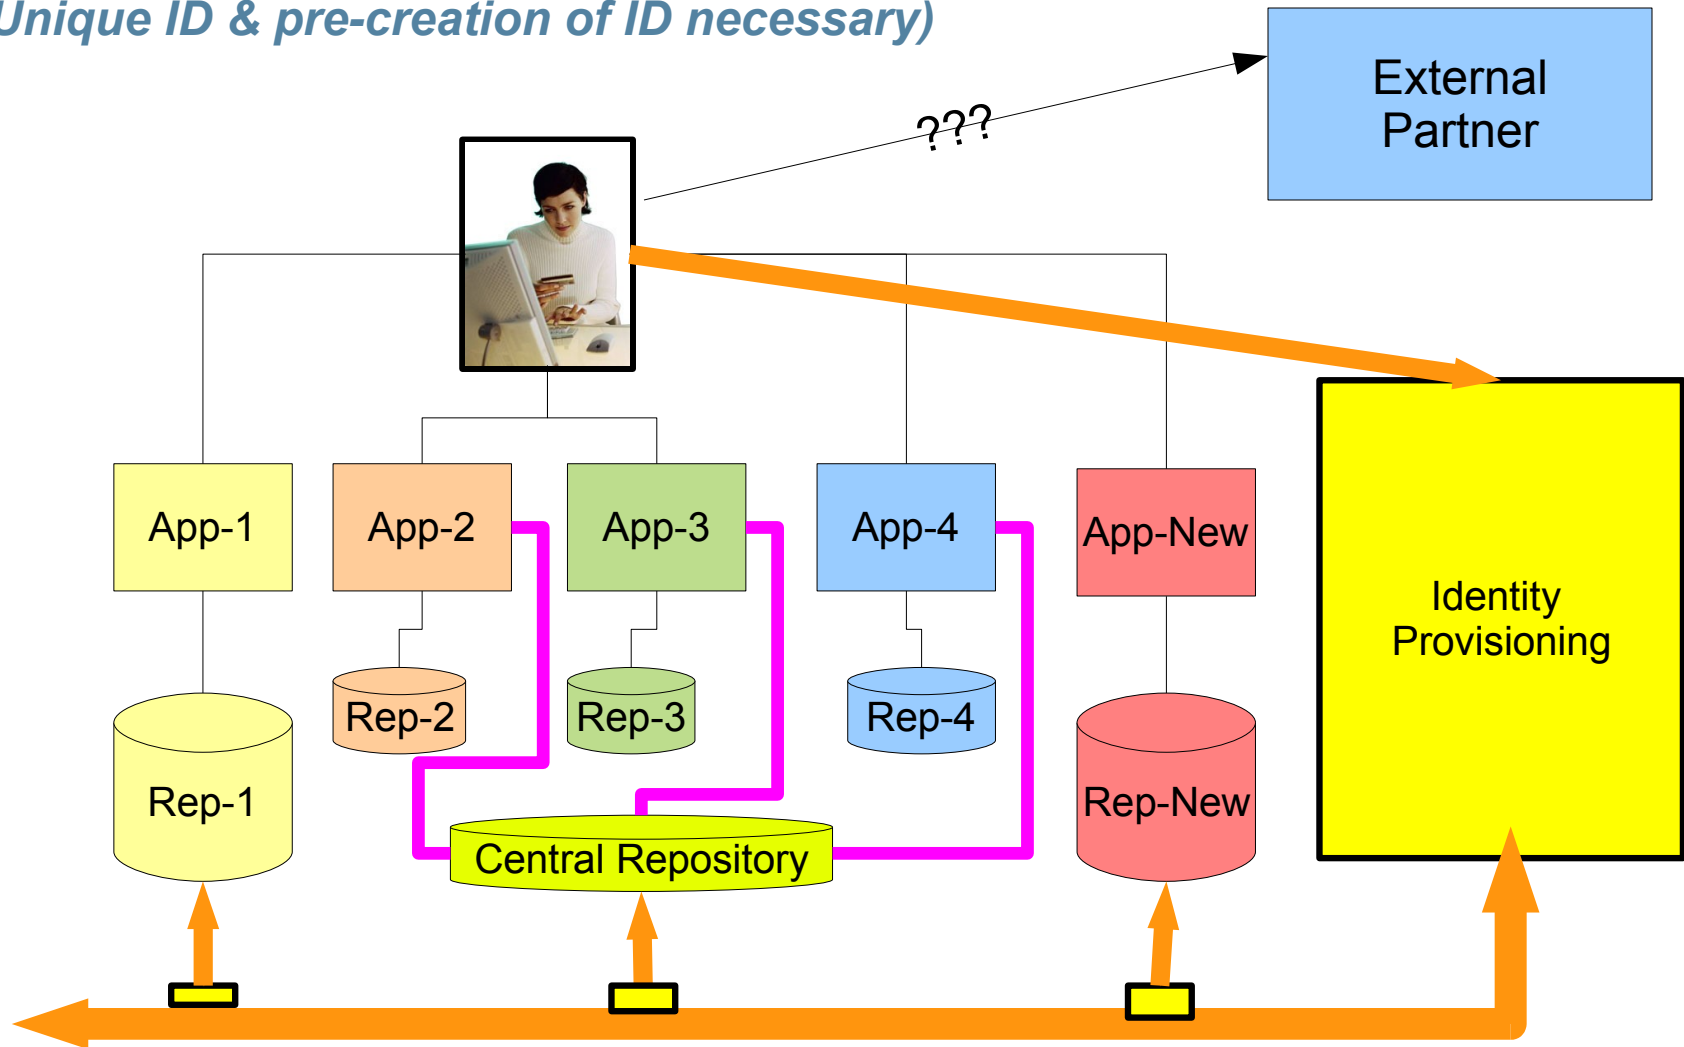 Unique ID & pre-creation of ID necessary)
External
Partner
???
App-1
App-2
App-3
App-4
App-New
Identity
Provisioning
Rep-2
Rep-3
Rep-4
Rep-1
Rep-New
Central Repository